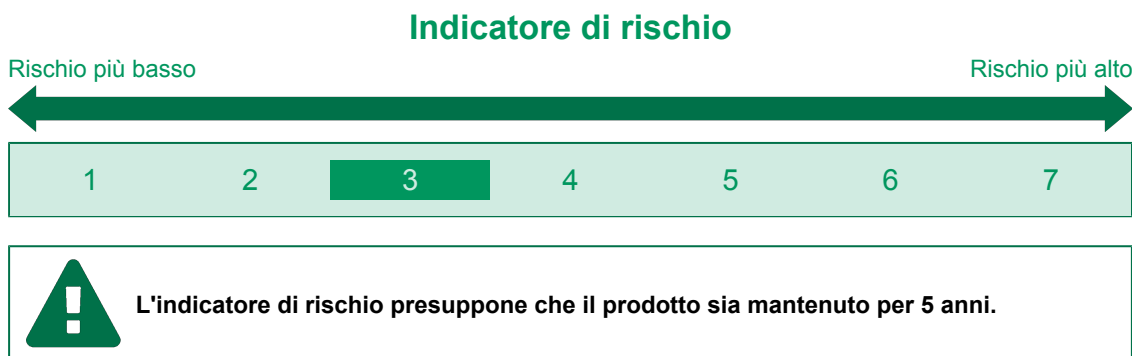 Indicatore di rischio
Rischio più basso Rischio più alto
1 2 3 4 5 6 7
L'indicatore di rischio presuppone che il prodotto sia mantenuto per 5 anni.